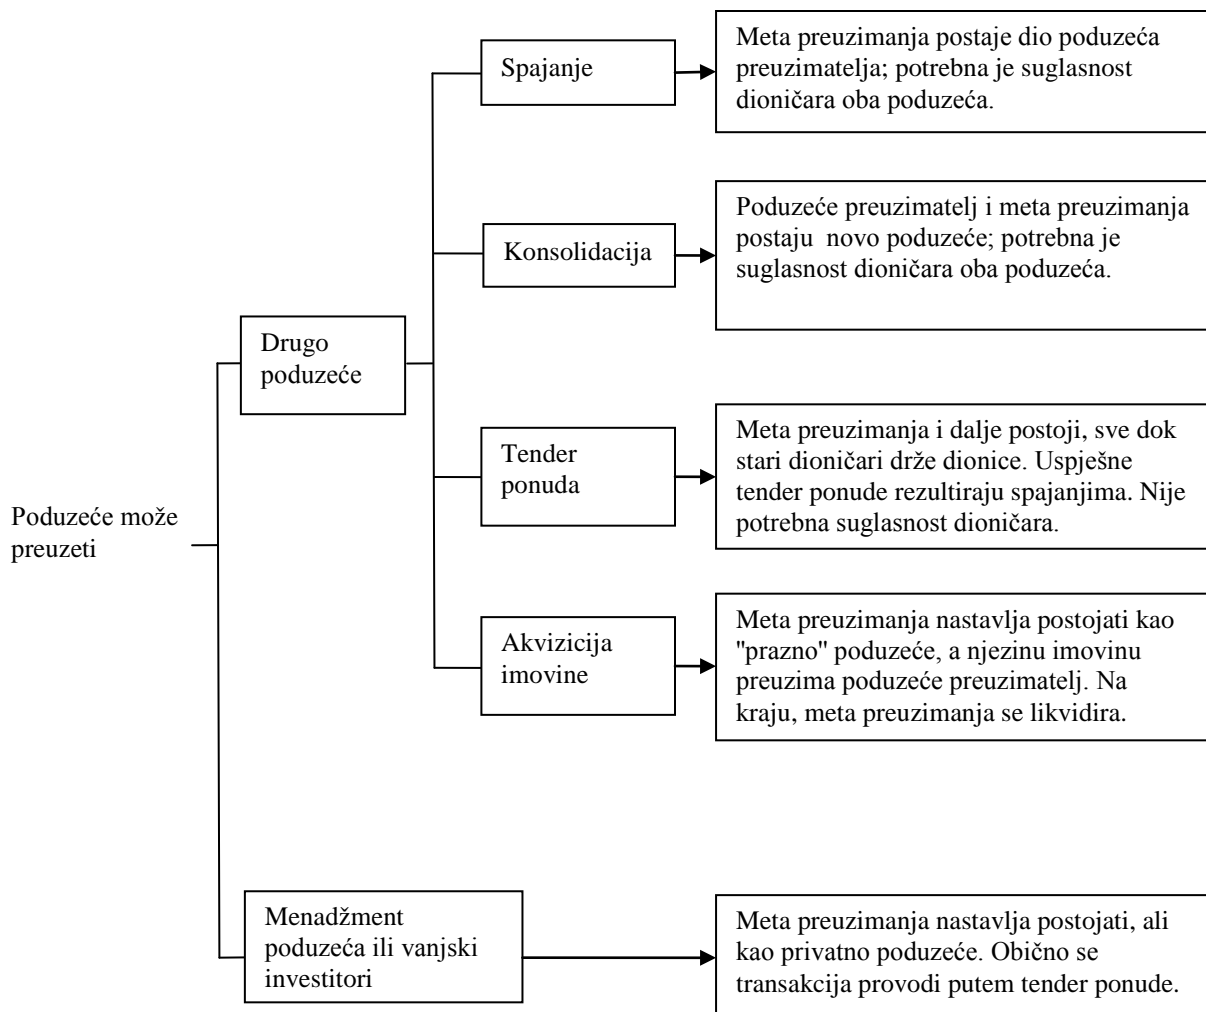 Poduzeće može
preuzeti
Drugo
poduzeće
Spajanje
Meta preuzimanja postaje dio poduzeća
preuzimatelja; potrebna je suglasnost
dioničara oba poduzeća.
Konsolidacija
Poduzeće preuzimatelj i meta preuzimanja
postaju novo poduzeće; potrebna je
suglasnost dioničara oba poduzeća.
Tender
ponuda
Meta preuzimanja i dalje postoji, sve dok
stari dioničari drže dionice. Uspješne
tender ponude rezultiraju spajanjima. Nije
potrebna suglasnost dioničara.
Akvizicija
imovine
Meta preuzimanja nastavlja postojati kao
"prazno" poduzeće, a njezinu imovinu
preuzima poduzeće preuzimatelj. Na
kraju, meta preuzimanja se likvidira.
Menadžment
poduzeća ili vanjski
investitori
Meta preuzimanja nastavlja postojati, ali
kao privatno poduzeće. Obično se
transakcija provodi putem tender ponude.